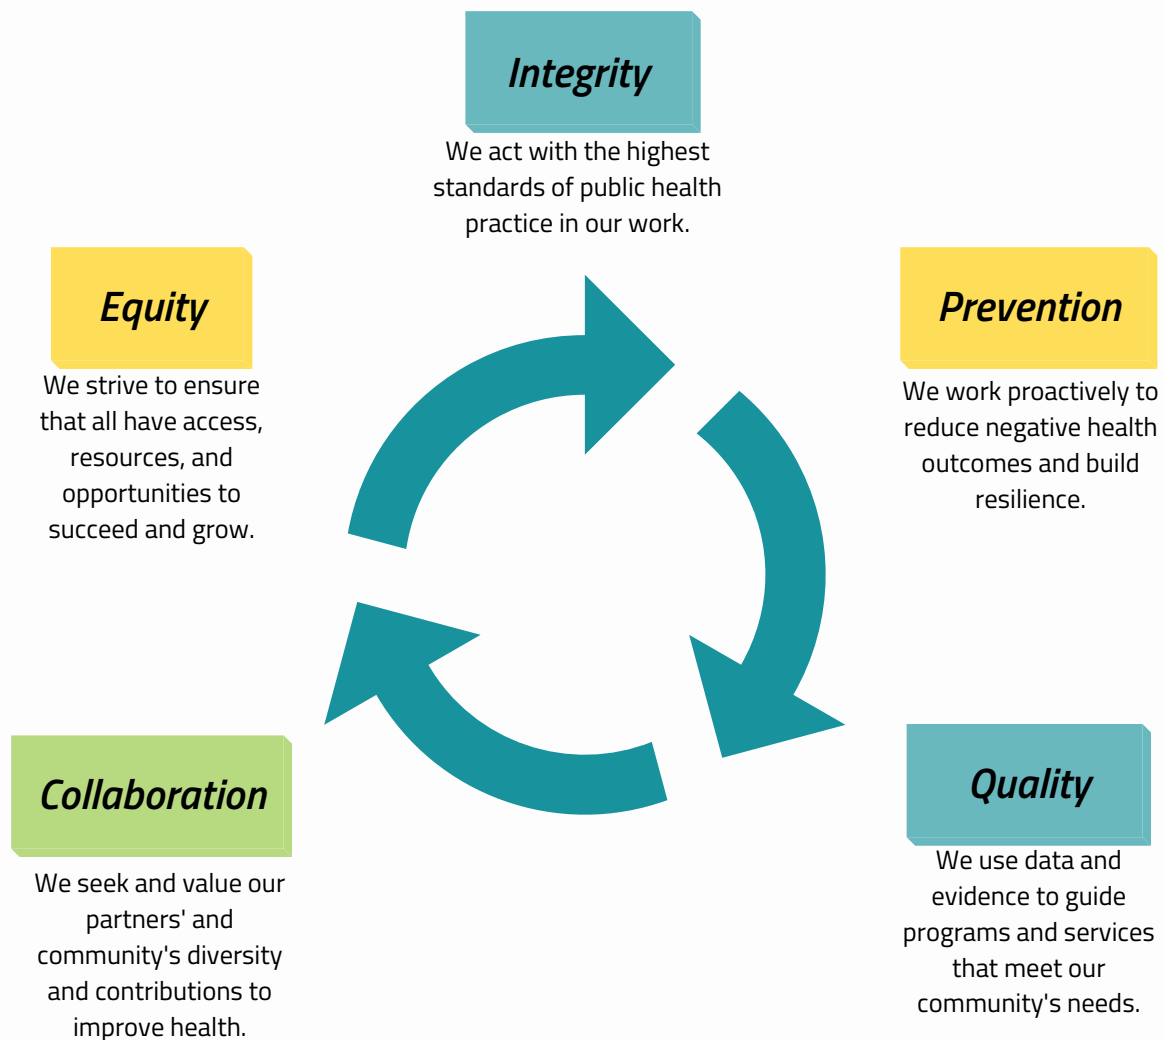 Integrity
We act with the highest
standards of public health
practice in our work.
Equity
We strive to ensure
that all have access,
resources, and
opportunities to
succeed and grow.
Prevention
We work proactively to
reduce negative health
outcomes and build
resilience.
Collaboration
We seek and value our
partners' and
community's diversity
and contributions to
improve health.
Quality
We use data and
evidence to guide
programs and services
that meet our
community's needs.